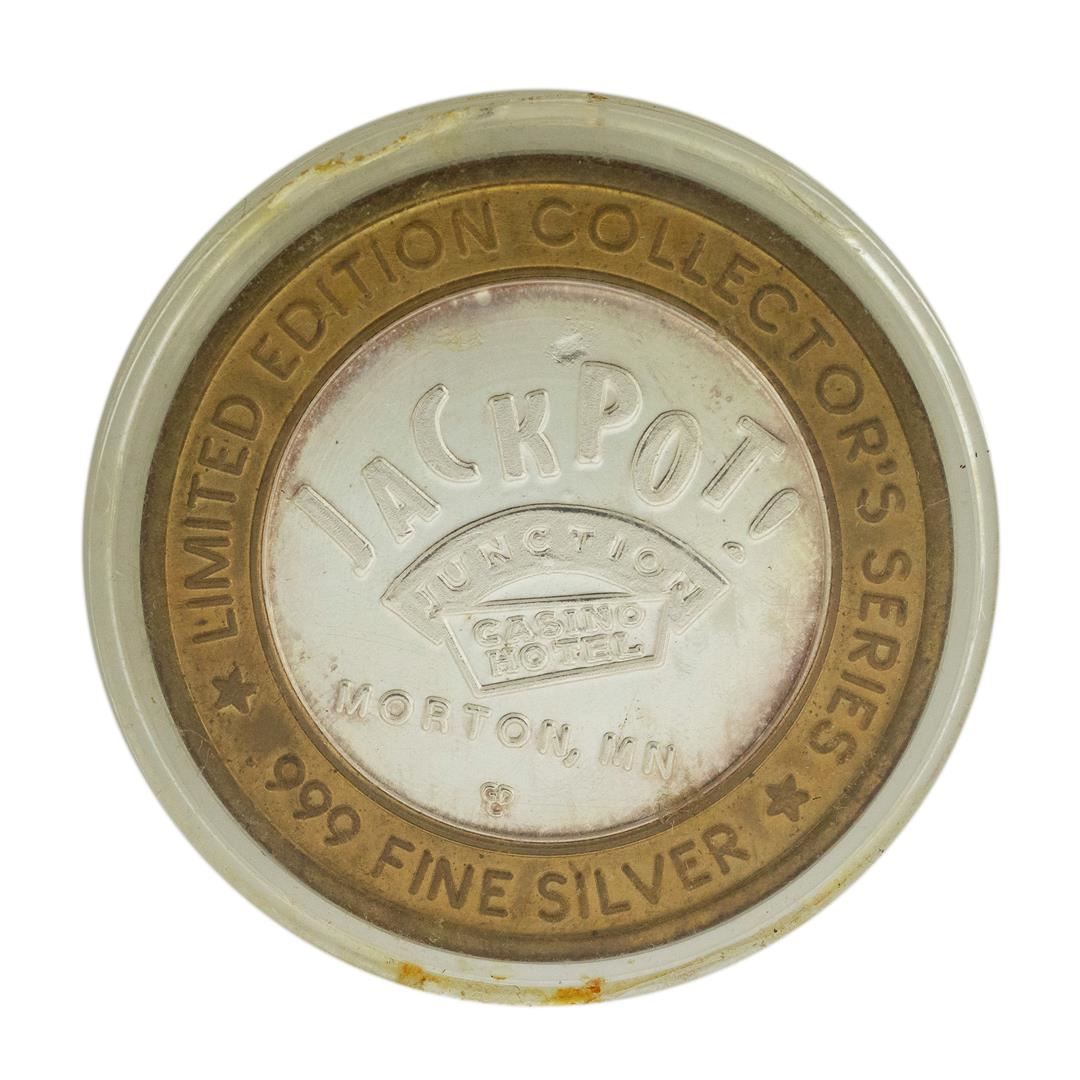 LIMITED EDITION COLLECTOR'S SERIES
JACKPOT!
JUNCTION
CASINO
HOTEL
MORTON, MN
999 FINE SILVER